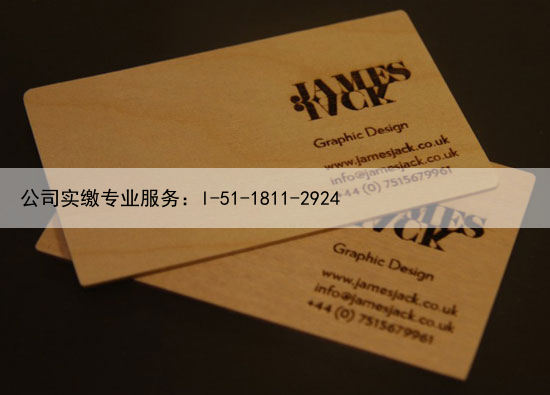 JAMES
JACK
Graphic Design
www.jamesjack.co.uk
info@jamesjack.co.uk
+44 (0) 7515679961
公司实缴专业服务：I-51-1811-2924
JAMES
JACK
Graphic Design
www.jamesjack.co.uk
info@jamesjack.co.uk
+44 (0) 7515679961